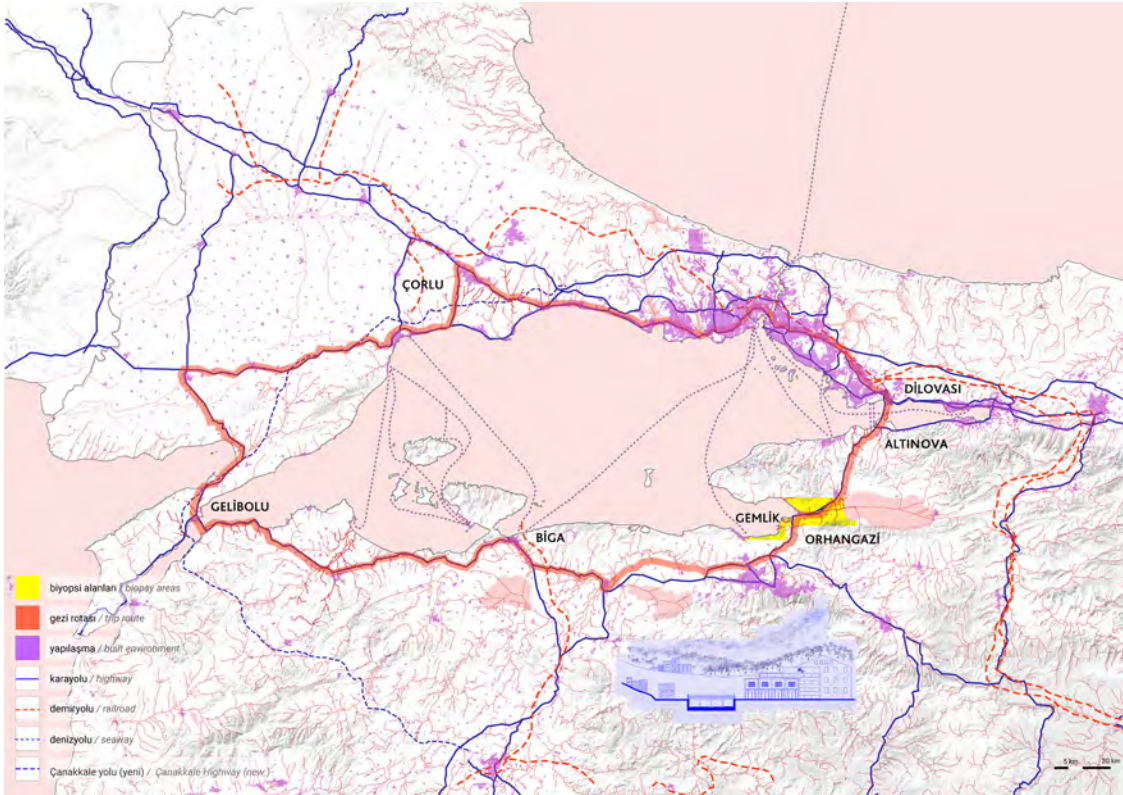 ÇORLU
DİLOVASI
ALTINOVA
GELİBOLU
GEMLİK
BİGA
ORHANGAZİ
biyopsi alanları / biopsy areas
gezi rotası / trip route
yapılaşma / built environment
karayolu / highway
demiryolu / railroad
denizyolu / seaway
Çanakkale yolu (yeni) / Çanakkale Highway (new)
5 km 20 km